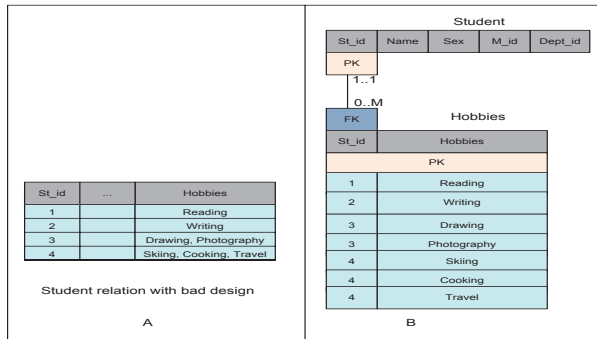 St_id ... Hobbies
1 Reading
2 Writing
3 Drawing, Photography
4 Skiing, Cooking, Travel
Student relation with bad design
A
Student
St_id Name Sex M_id Dept_id
PK
1..1
0..M
FK Hobbies
St_id Hobbies
PK
1 Reading
2 Writing
3 Drawing
3 Photography
4 Skiing
4 Cooking
4 Travel
B